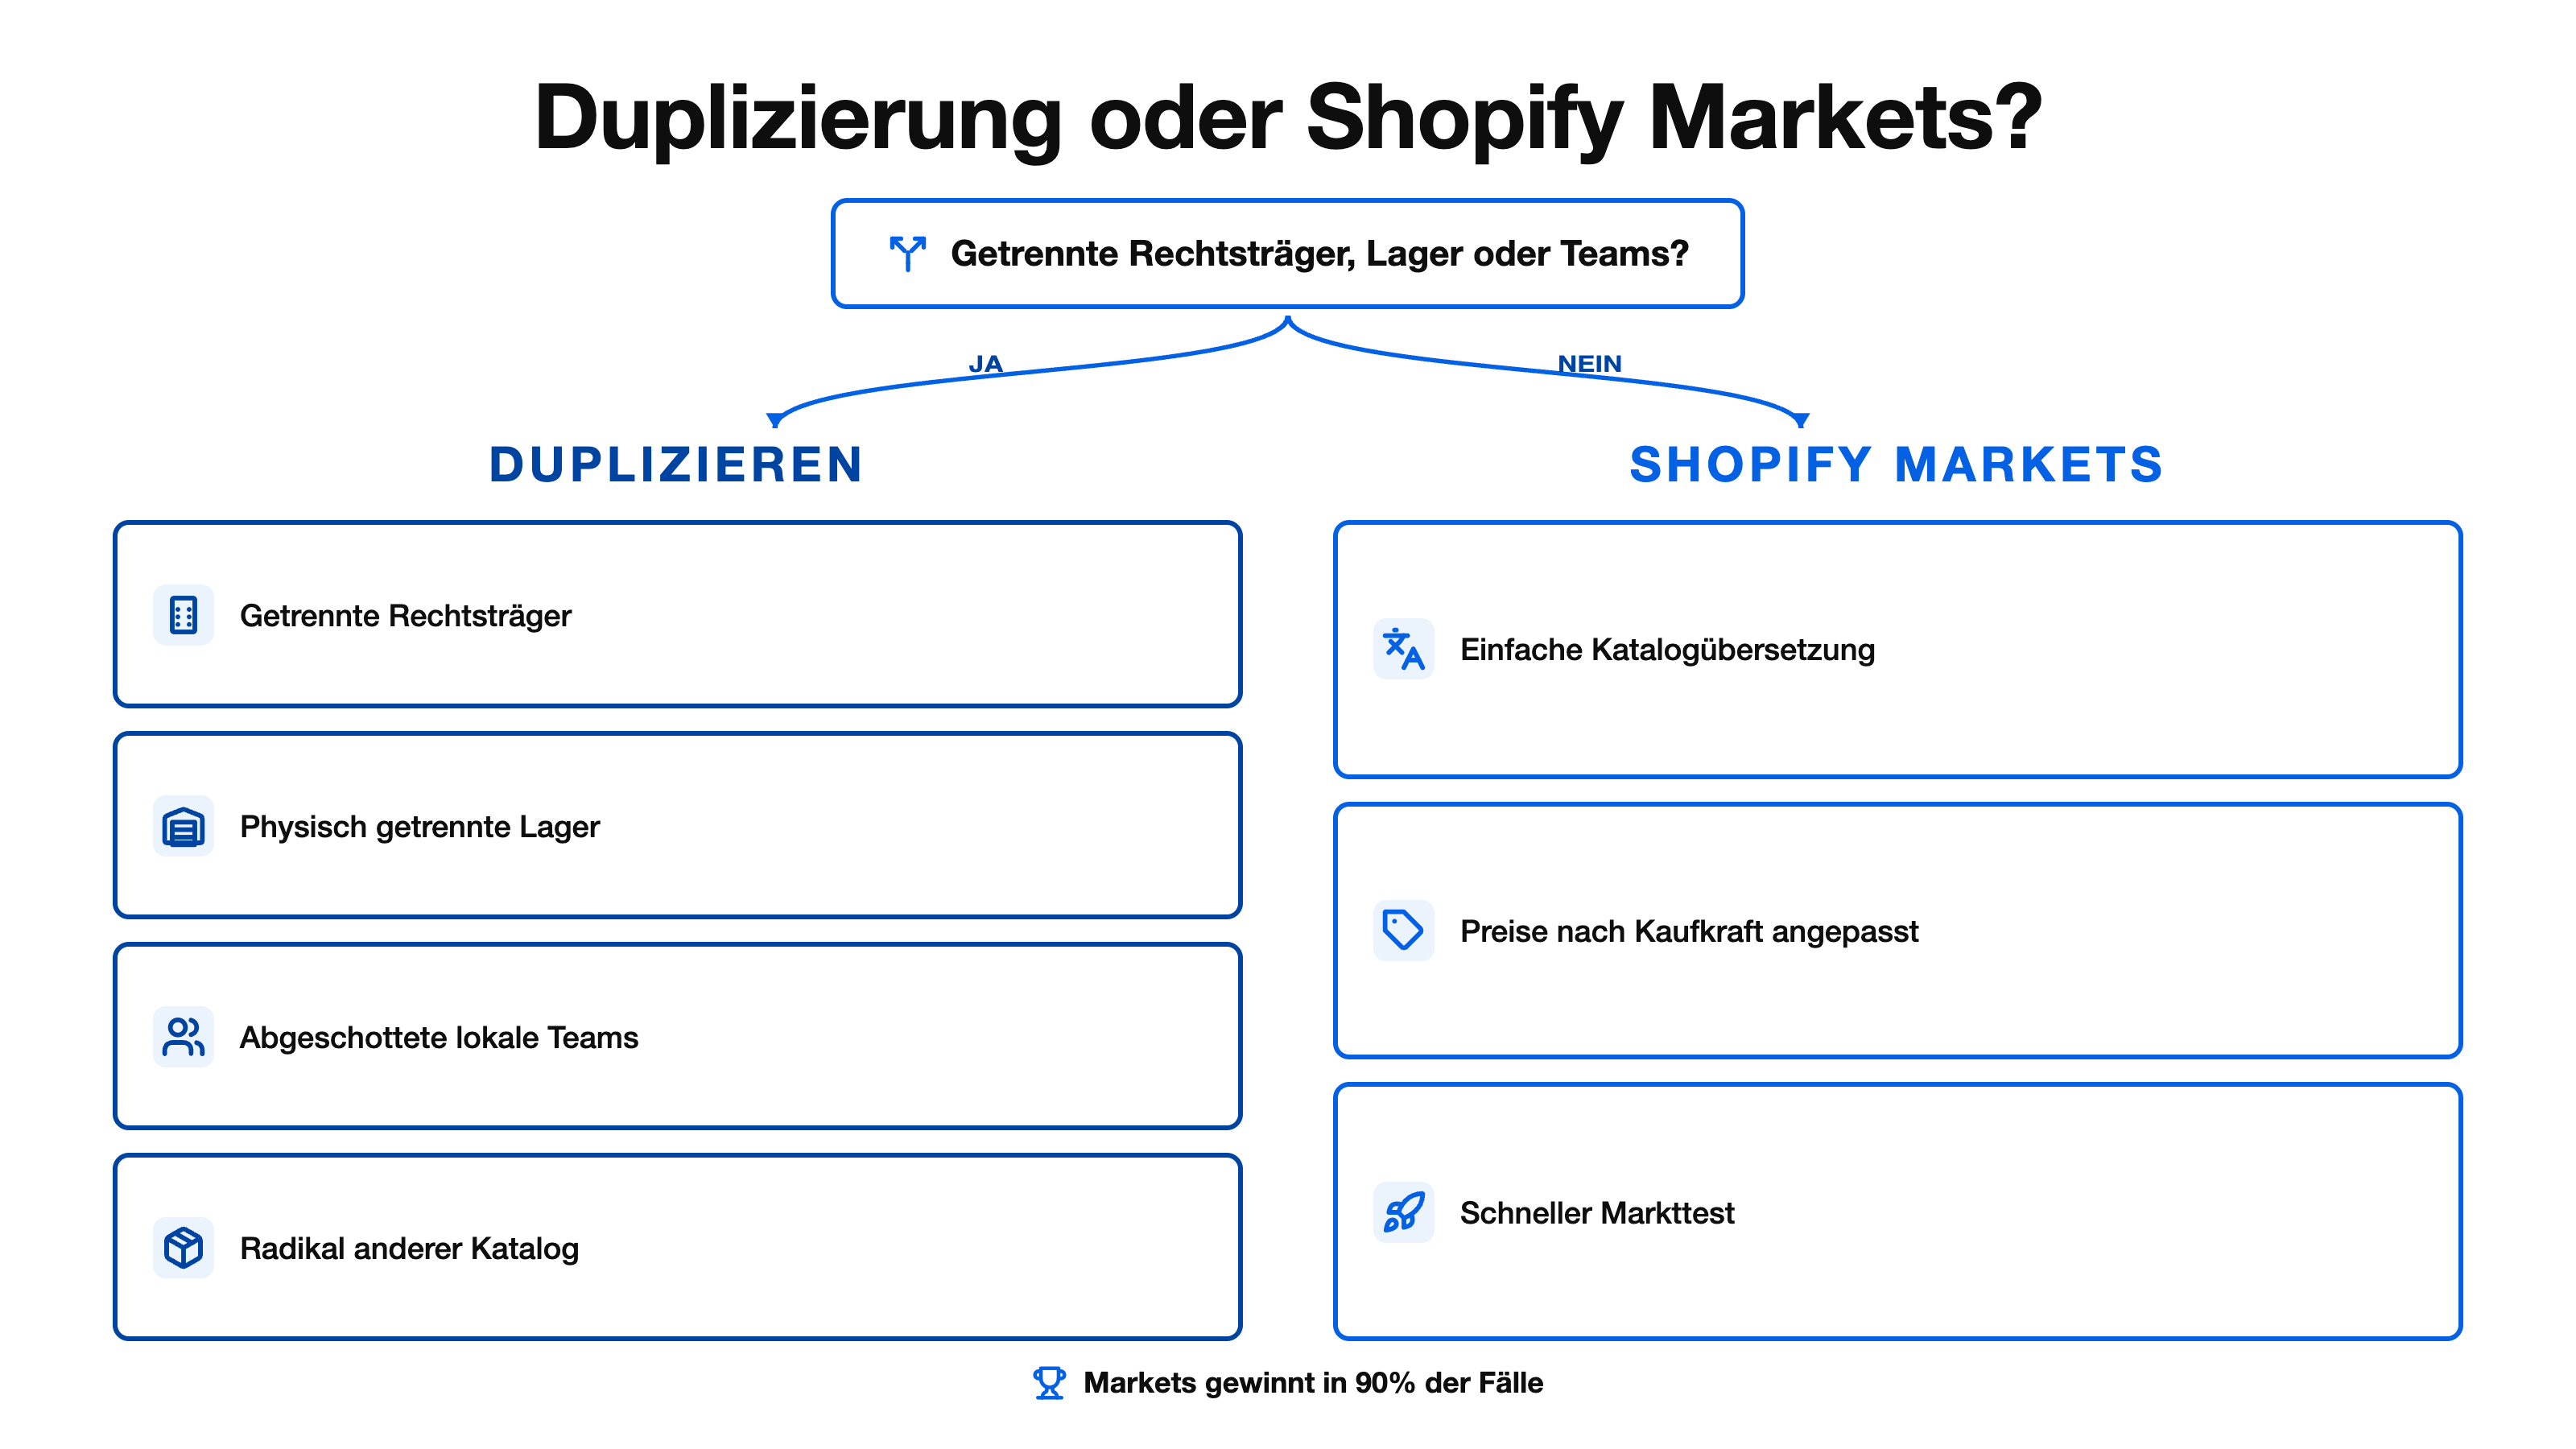 Duplizierung oder Shopify Markets?
Getrennte Rechtsträger, Lager oder Teams?
JA
NEIN
DUPLIZIEREN
Getrennte Rechtsträger
Physisch getrennte Lager
Abgeschottete lokale Teams
Radikal anderer Katalog
SHOPIFY MARKETS
Einfache Katalogübersetzung
Preise nach Kaufkraft angepasst
Schneller Markttest
Markets gewinnt in 90% der Fälle